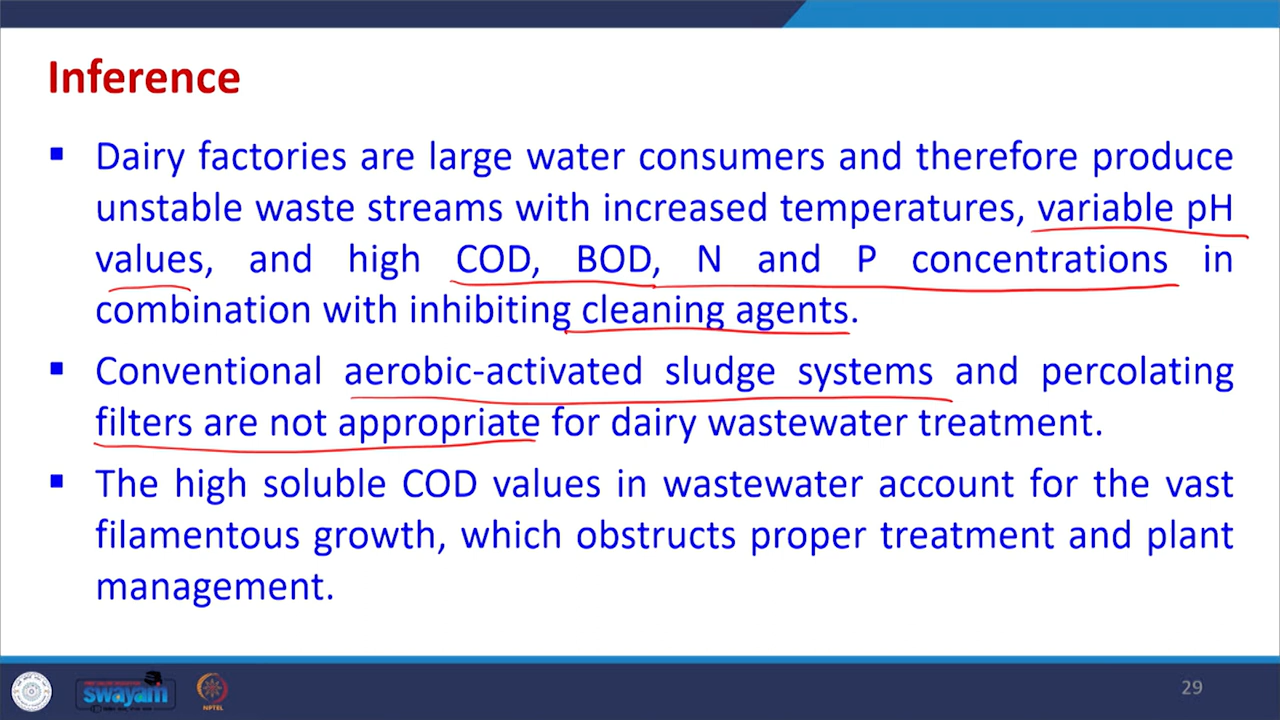 Inference
▪ Dairy factories are large water consumers and therefore produce
unstable waste streams with increased temperatures, variable pH
values, and high COD, BOD, N and P concentrations in
combination with inhibiting cleaning agents.
▪ Conventional aerobic-activated sludge systems and percolating
filters are not appropriate for dairy wastewater treatment.
▪ The high soluble COD values in wastewater account for the vast
filamentous growth, which obstructs proper treatment and plant
management.
swayam
NPTEL
29